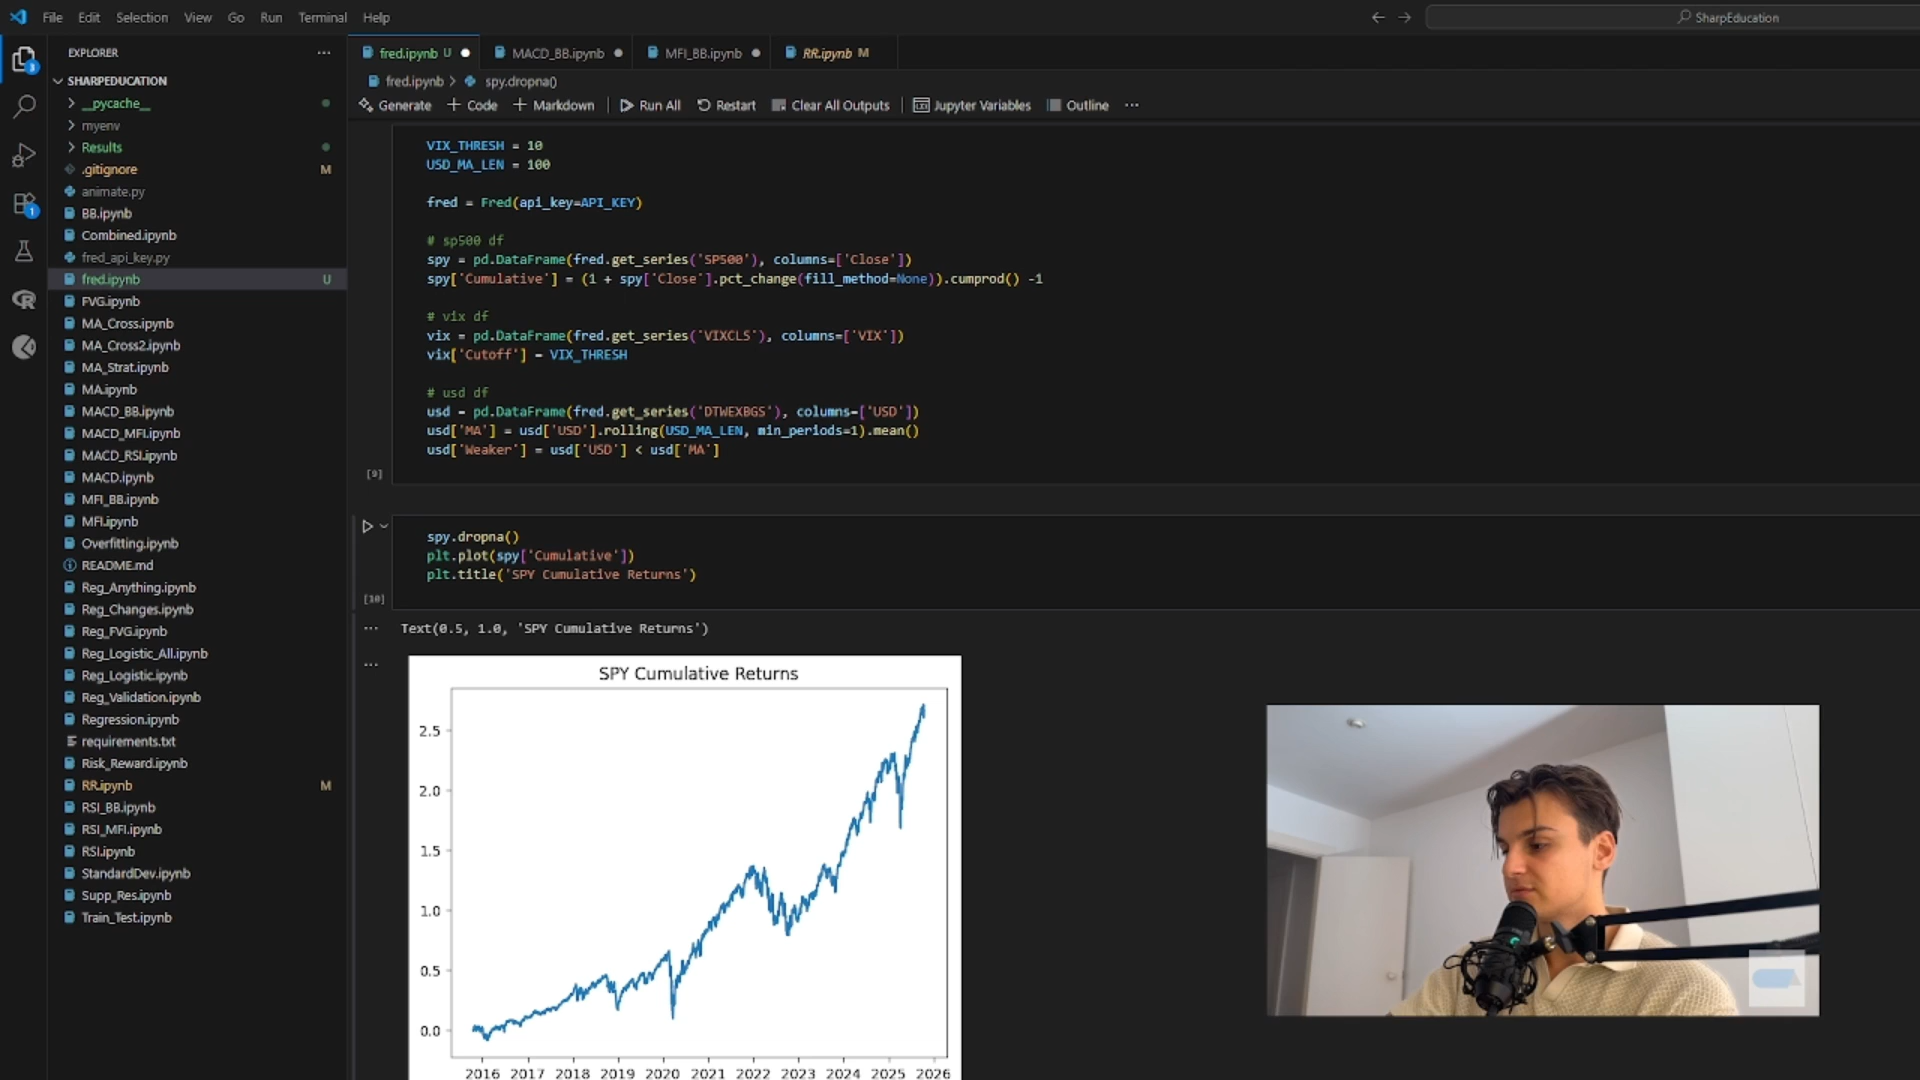 File Edit Selection View Go Run Terminal Help
SharpEducation
EXPLORER
SHARPEDUCATION
__pycache__
myenv
Results
.gitignore M
animate.py
BB.ipynb
Combined.ipynb
fred_api_key.py
fred.ipynb U
FVG.ipynb
MA_Cross.ipynb
MA_Cross2.ipynb
MA_Strat.ipynb
MA.ipynb
MACD_BB.ipynb
MACD_MFI.ipynb
MACD_RSI.ipynb
MACD.ipynb
MFI_BB.ipynb
MFI.ipynb
Overfitting.ipynb
README.md
Reg_Anything.ipynb
Reg_Changes.ipynb
Reg_FVG.ipynb
Reg_Logistic_All.ipynb
Reg_Logistic.ipynb
Reg_Validation.ipynb
Regression.ipynb
requirements.txt
Risk_Reward.ipynb
RR.ipynb M
RSI_BB.ipynb
RSI_MFI.ipynb
RSI.ipynb
StandardDev.ipynb
Supp_Res.ipynb
Train_Test.ipynb
3
1
fred.ipynb U MACD_BB.ipynb MFI_BB.ipynb RR.ipynb M
fred.ipynb > spy.dropna()
Generate + Code + Markdown Run All Restart Clear All Outputs Jupyter Variables Outline ...
VIX_THRESH = 10
USD_MA_LEN = 100
fred = Fred(api_key=API_KEY)
# sp500 df
spy = pd.DataFrame(fred.get_series('SP500'), columns=['Close'])
spy['Cumulative'] = (1 + spy['Close'].pct_change(fill_method=None)).cumprod() -1
# vix df
vix = pd.DataFrame(fred.get_series('VIXCLS'), columns=['VIX'])
vix['Cutoff'] = VIX_THRESH
# usd df
usd = pd.DataFrame(fred.get_series('DTWEXBGS'), columns=['USD'])
usd['MA'] = usd['USD'].rolling(USD_MA_LEN, min_periods=1).mean()
usd['Weaker'] = usd['USD'] < usd['MA']
[9]
spy.dropna()
plt.plot(spy['Cumulative'])
plt.title('SPY Cumulative Returns')
[10]
Text(0.5, 1.0, 'SPY Cumulative Returns')
SPY Cumulative Returns
2.5
2.0
1.5
1.0
0.5
0.0
2016 2017 2018 2019 2020 2021 2022 2023 2024 2025 2026